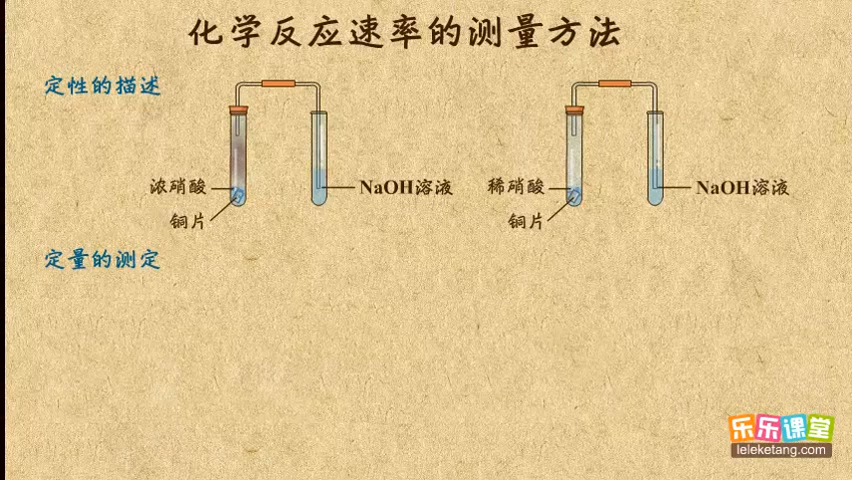 化学反应速率的测量方法
定性的描述
浓硝酸
NaOH溶液
铜片
稀硝酸
NaOH溶液
铜片
定量的测定
乐乐课堂
leleketang.com